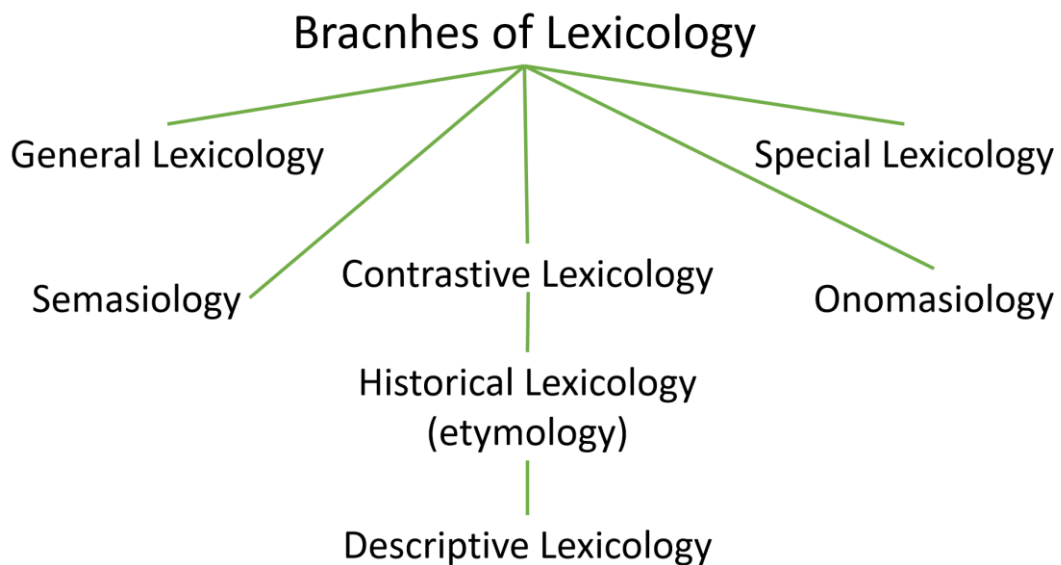 Bracnhes of Lexicology
General Lexicology
Special Lexicology
Semasiology
Contrastive Lexicology
Onomasiology
Historical Lexicology
(etymology)
Descriptive Lexicology